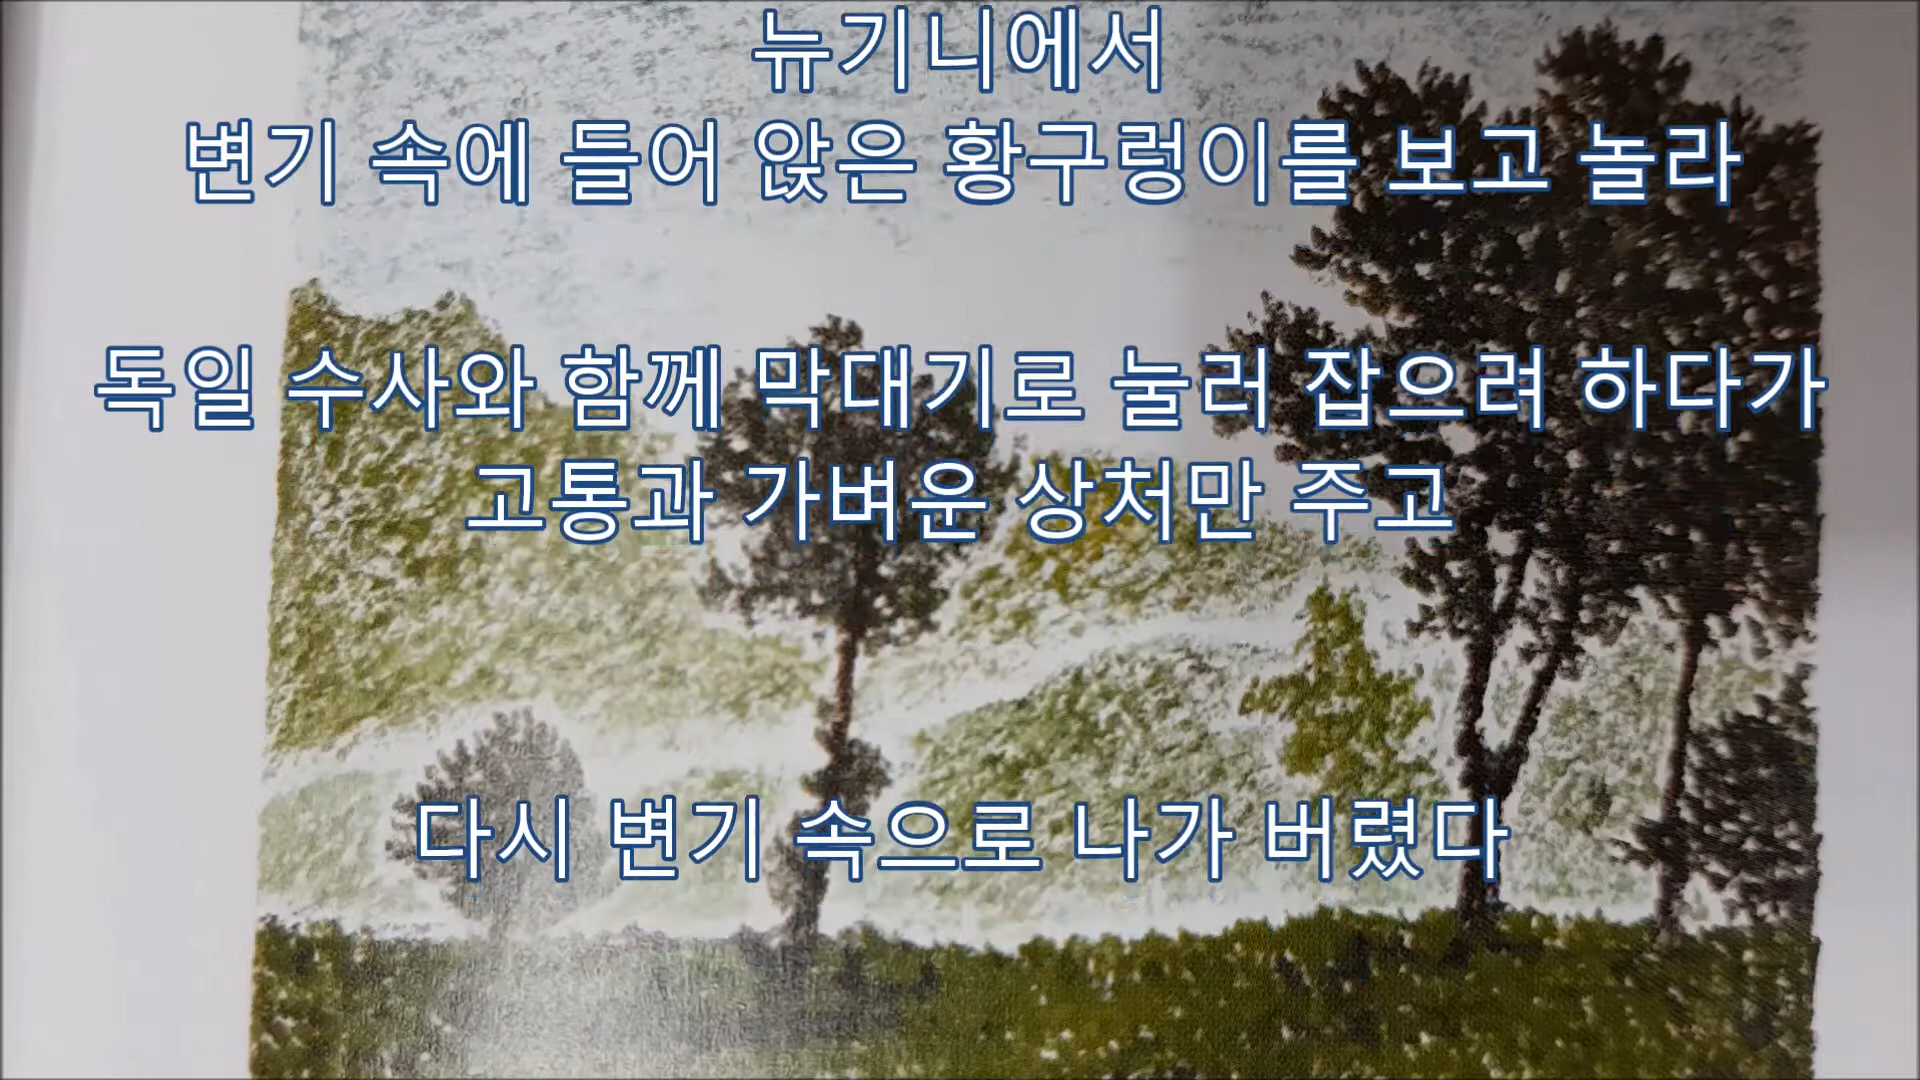 뉴기니에서
변기 속에 들어 앉은 황구렁이를 보고 놀라
독일 수사와 함께 막대기로 눌러 잡으려 하다가
고통과 가벼운 상처만 주고
다시 변기 속으로 나가 버렸다